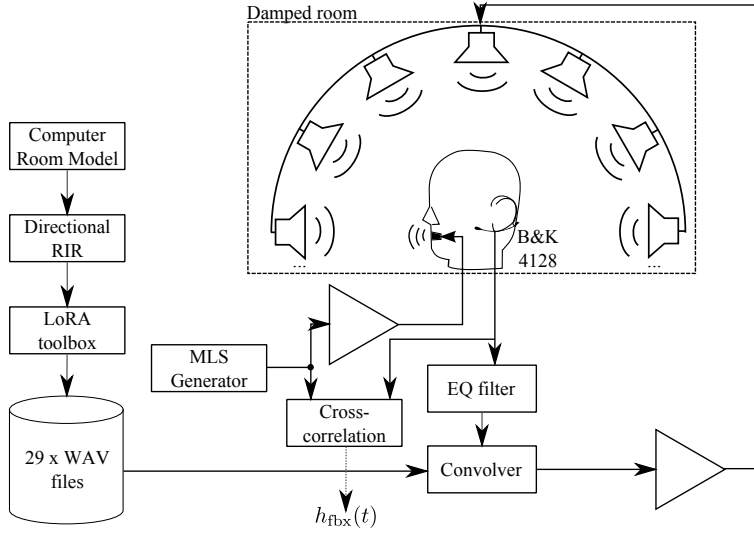 Damped room
Computer
Room Model
Directional
RIR
LoRA
toolbox
29 x WAV
files
...
...
B&K
4128
MLS
Generator
Cross-
correlation
EQ filter
Convolver
h_fbx(t)